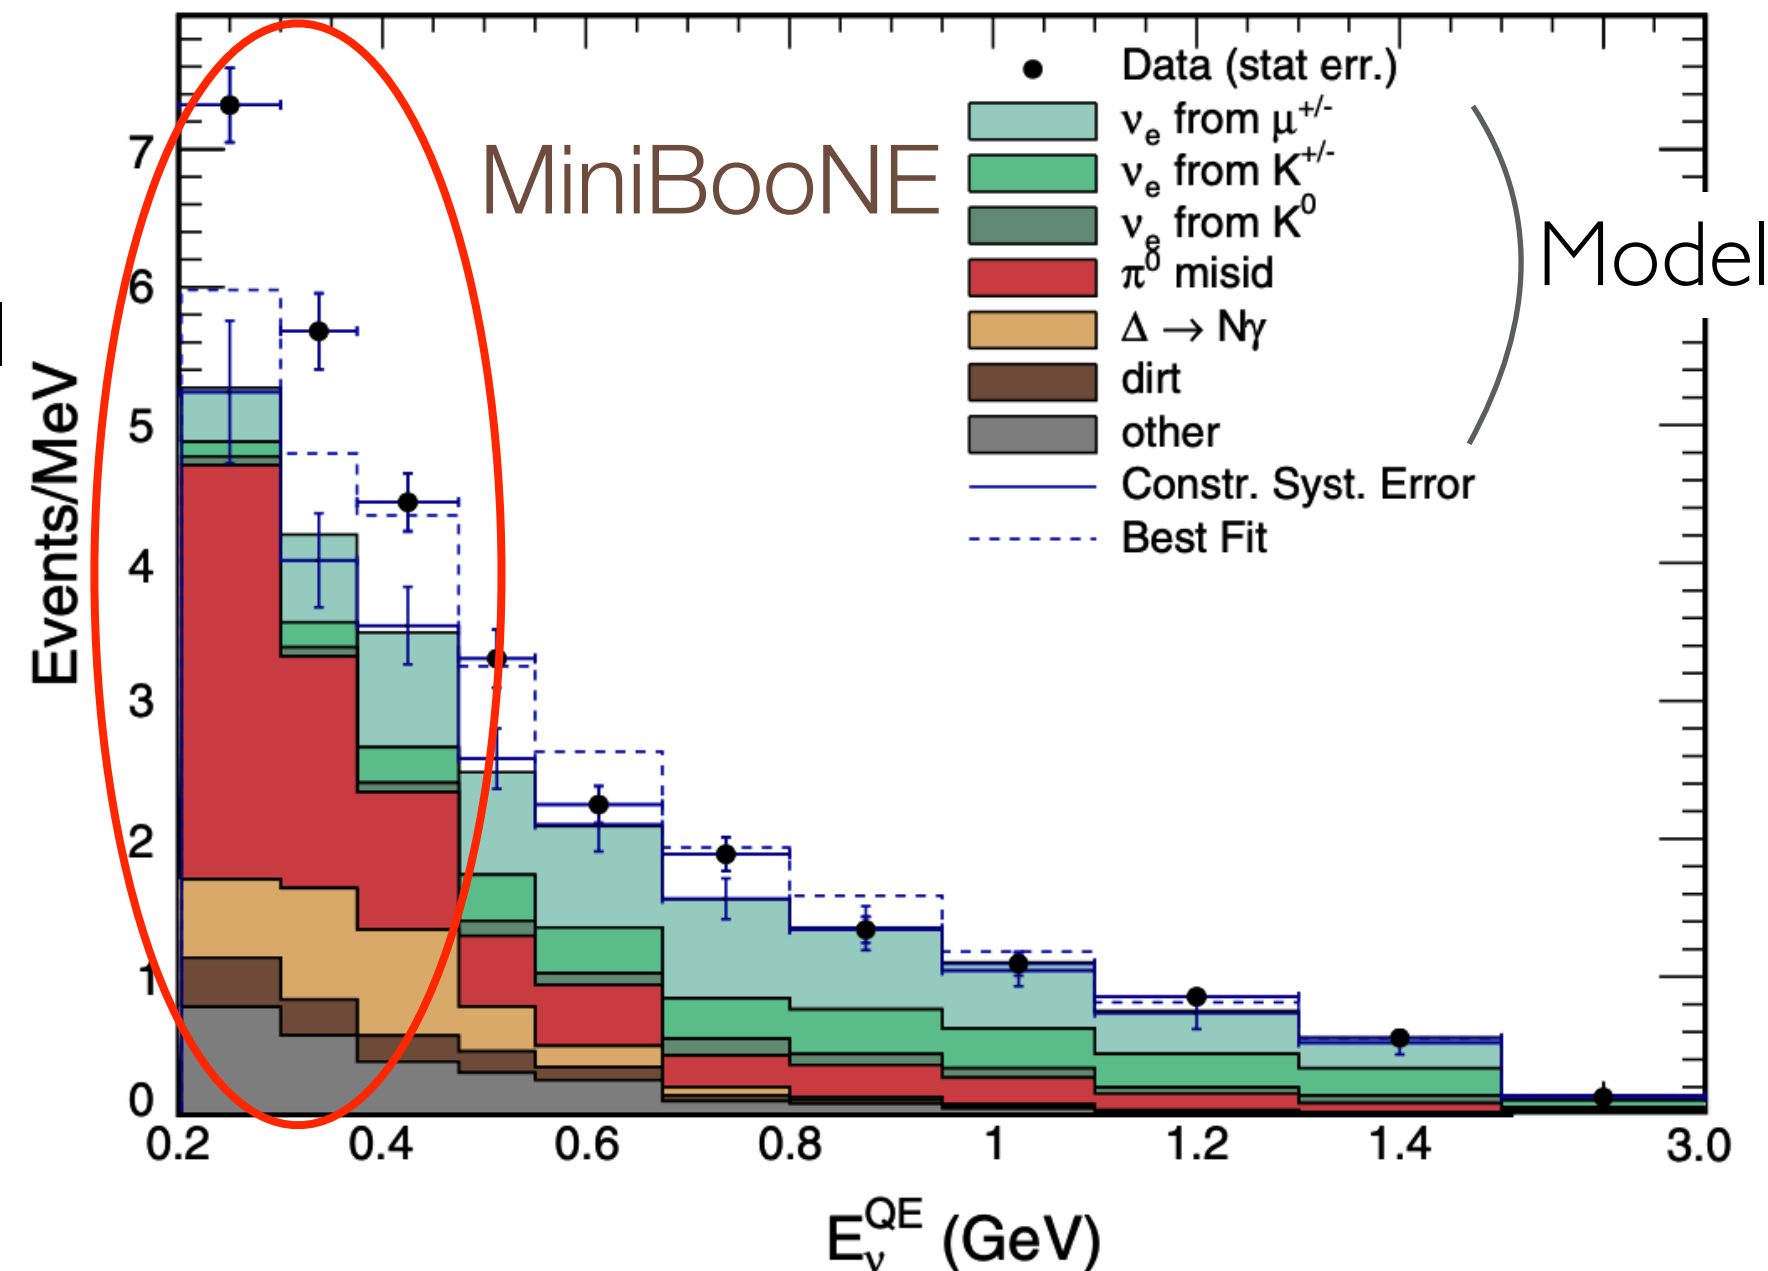 Data (stat err.)
νe from μ+/-
νe from K+/-
νe from K0
π0 misid
Δ → Nγ
dirt
other
Constr. Syst. Error
Best Fit
MiniBooNE
Model
Events/MeV
7
6
5
4
3
2
1
0
0.2 0.4 0.6 0.8 1 1.2 1.4 3.0
EνQE (GeV)